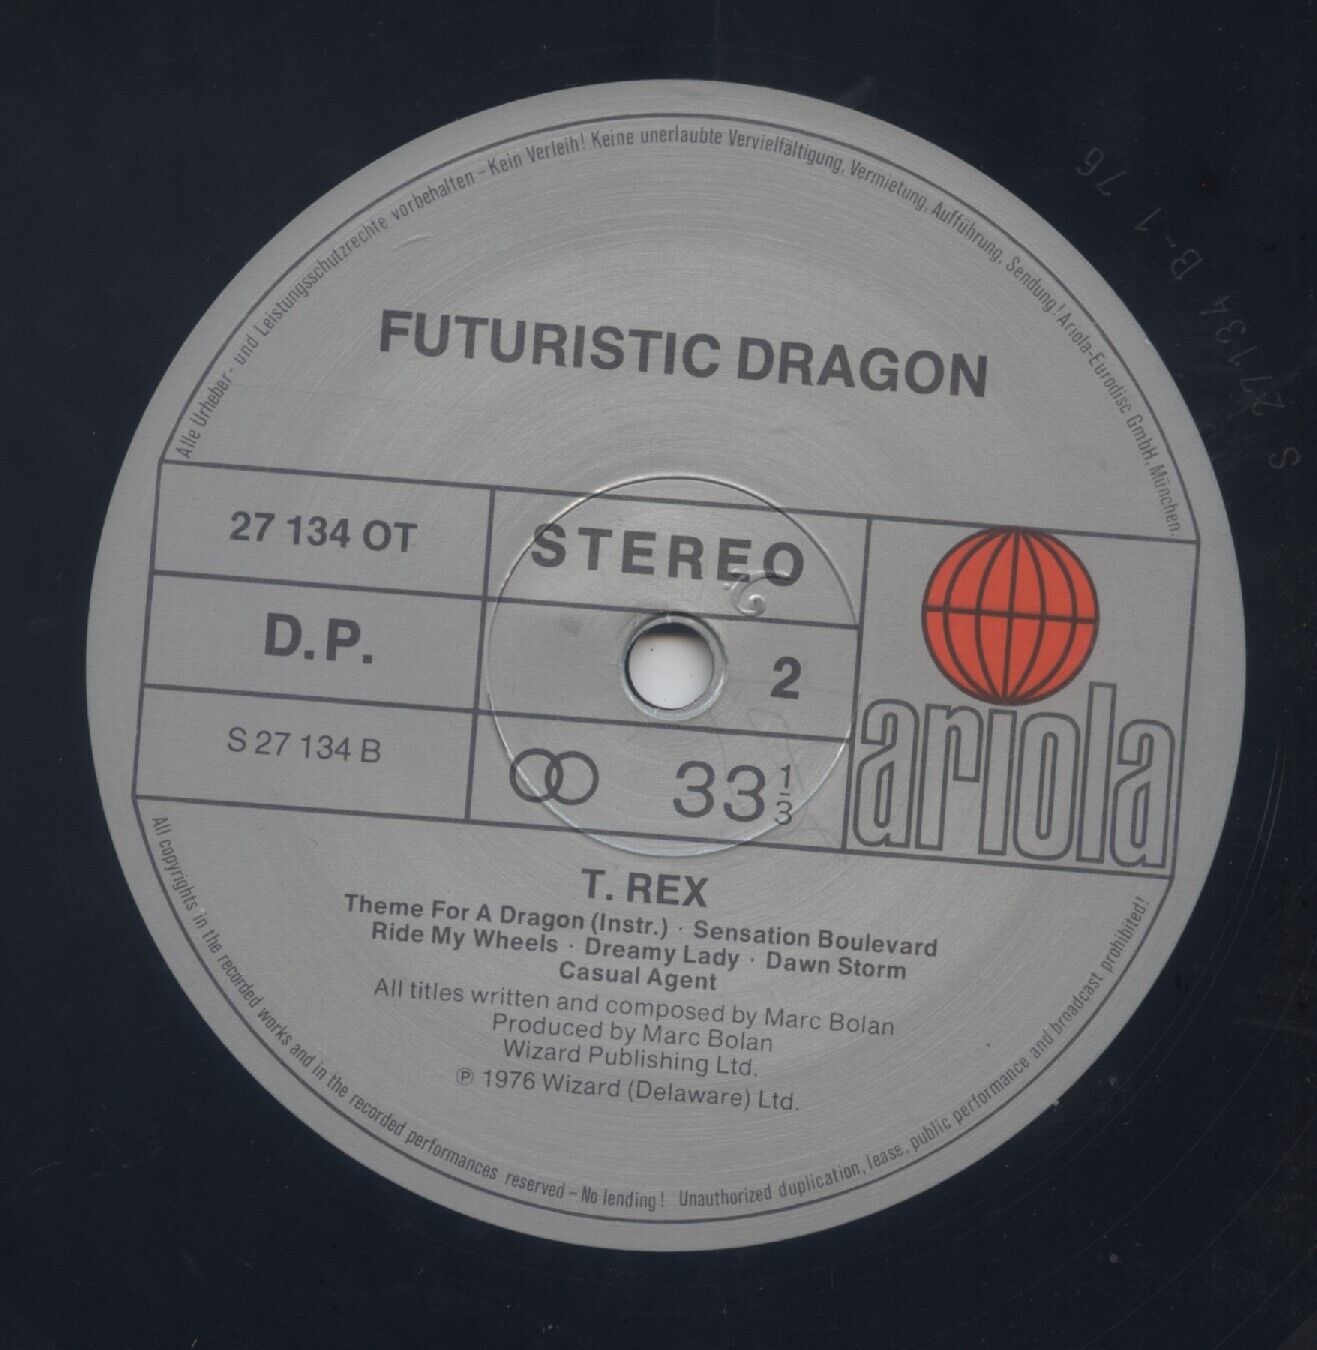 Alle Urheber- und Leistungsschutzrechte vorbehalten – Kein Verleih! Keine unerlaubte Vervielfältigung, Vermietung, Aufführung, Sendung! Ariola-Eurodisc GmbH, München.
FUTURISTIC DRAGON
27 134 OT
STEREO
D.P.
2
S 27 134 B
33 1/3
ariola
T. REX
Theme For A Dragon (Instr.) · Sensation Boulevard
Ride My Wheels · Dreamy Lady · Dawn Storm
Casual Agent
All titles written and composed by Marc Bolan
Produced by Marc Bolan
Wizard Publishing Ltd.
℗ 1976 Wizard (Delaware) Ltd.
All copyrights in the recorded works and in the recorded performances reserved – No lending! Unauthorized duplication, lease, public performance and broadcast prohibited!
S 27 134 B-1 76